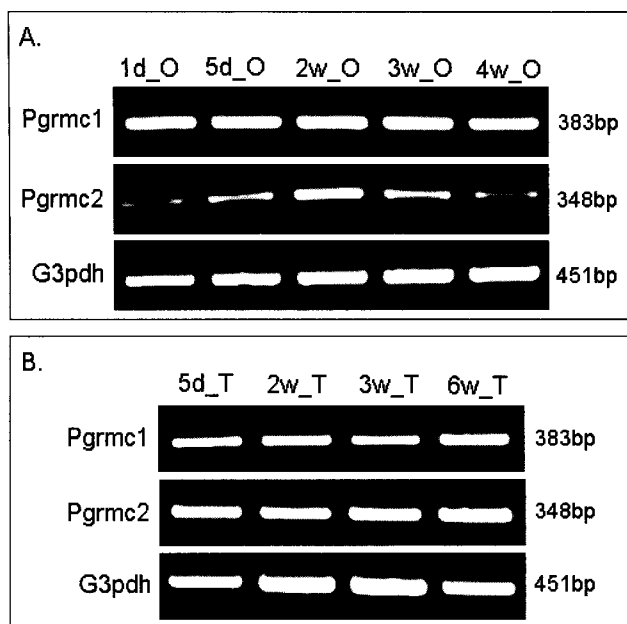 A.
1d_O 5d_O 2w_O 3w_O 4w_O
Pgrmc1 383bp
Pgrmc2 348bp
G3pdh 451bp
B.
5d_T 2w_T 3w_T 6w_T
Pgrmc1 383bp
Pgrmc2 348bp
G3pdh 451bp